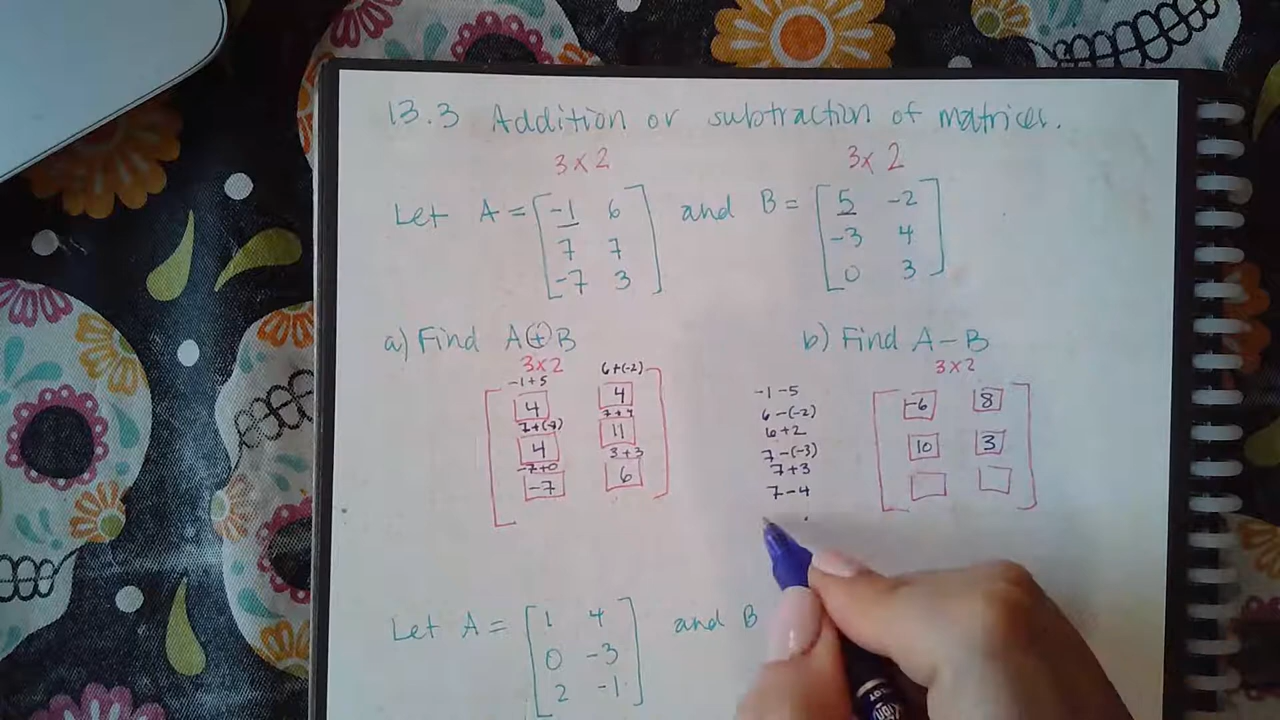 13.3 Addition or subtraction of matrices.
3x2 3x2
Let A = [-1 6 and B = [5 -2
7 7 -3 4
-7 3] 0 3]
a) Find A+B b) Find A-B
3x2 3x2
-1+5 6+(-2)
4 4
7+(-7) 7+4
4 11
-7+0 3+3
-7 6
-1-5
6-(-2)
6+2
7-(-3)
7+3
7-4
-6 8
10 3
Let A = [1 4 and B
0 -3
2 -1]